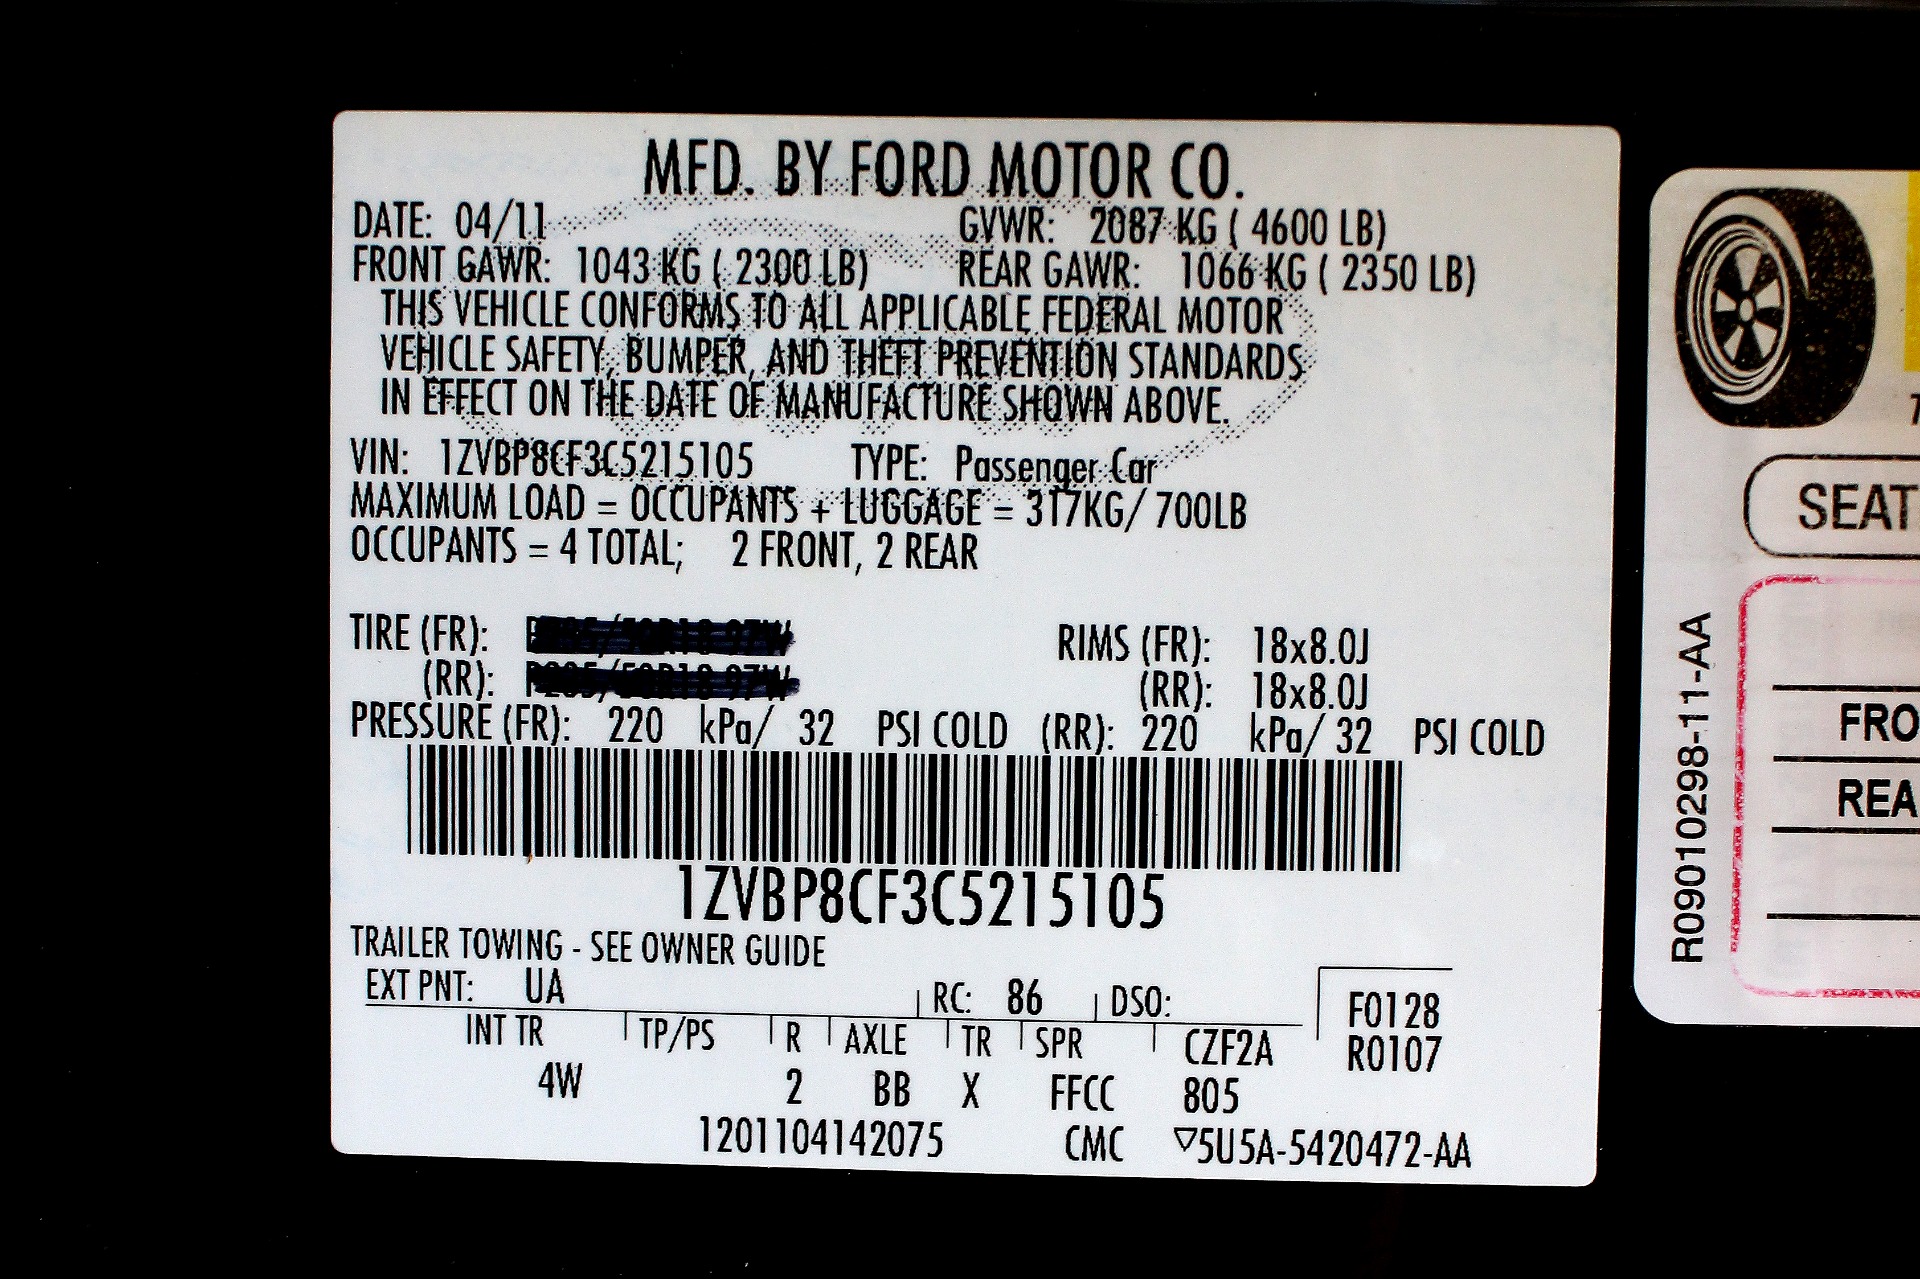 MFD. BY FORD MOTOR CO.
DATE: 04/11 GVWR: 2087 KG ( 4600 LB)
FRONT GAWR: 1043 KG ( 2300 LB) REAR GAWR: 1066 KG ( 2350 LB)
THIS VEHICLE CONFORMS TO ALL APPLICABLE FEDERAL MOTOR
VEHICLE SAFETY, BUMPER, AND THEFT PREVENTION STANDARDS
IN EFFECT ON THE DATE OF MANUFACTURE SHOWN ABOVE.
VIN: 1ZVBP8CF3C5215105 TYPE: Passenger Car
MAXIMUM LOAD = OCCUPANTS + LUGGAGE = 317KG/ 700LB
OCCUPANTS = 4 TOTAL; 2 FRONT, 2 REAR
TIRE (FR): RIMS (FR): 18x8.0J
(RR): (RR): 18x8.0J
PRESSURE (FR): 220 kPa/ 32 PSI COLD (RR): 220 kPa/ 32 PSI COLD
1ZVBP8CF3C5215105
TRAILER TOWING - SEE OWNER GUIDE
EXT PNT: UA RC: 86 DSO: F0128
INT TR TP/PS R AXLE TR SPR CZF2A R0107
4W 2 BB X FFCC 805
1201104142075 CMC ▽5U5A-5420472-AA
SEAT
R09010298-11-AA
FRO
REA